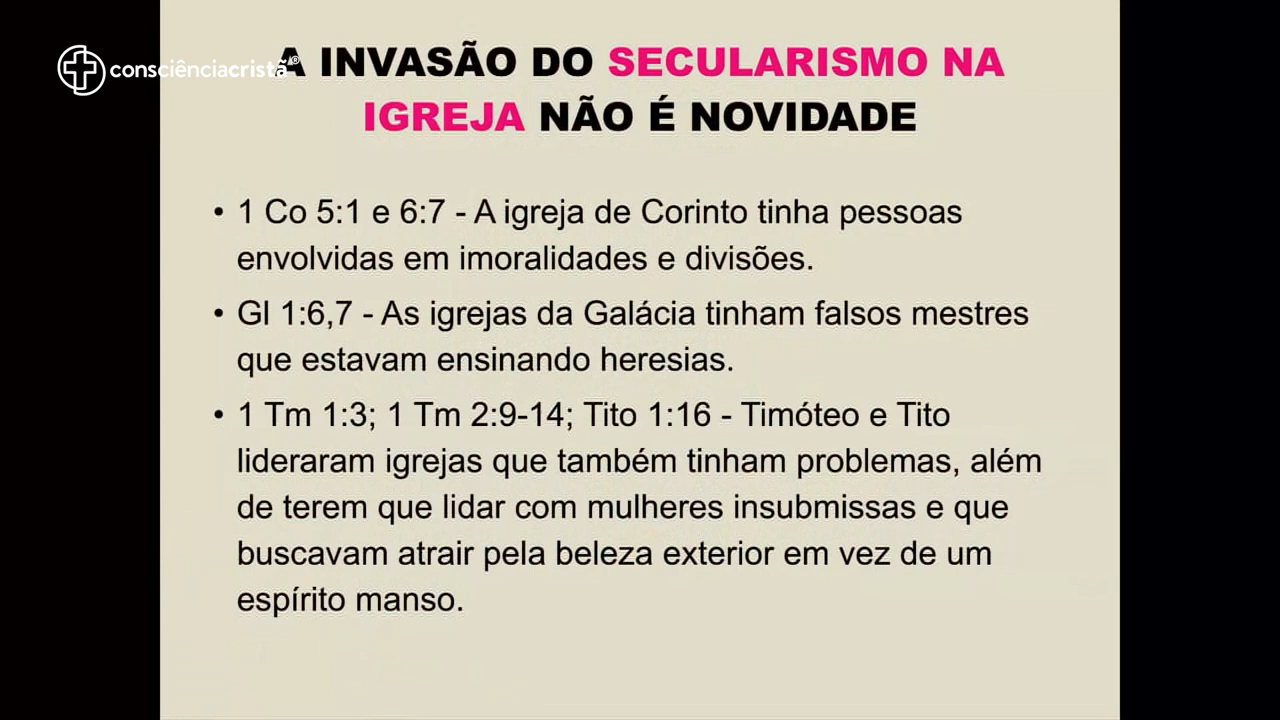 consciênciacristã®
A INVASÃO DO SECULARISMO NA
IGREJA NÃO É NOVIDADE
• 1 Co 5:1 e 6:7 - A igreja de Corinto tinha pessoas
envolvidas em imoralidades e divisões.
• Gl 1:6,7 - As igrejas da Galácia tinham falsos mestres
que estavam ensinando heresias.
• 1 Tm 1:3; 1 Tm 2:9-14; Tito 1:16 - Timóteo e Tito
lideraram igrejas que também tinham problemas, além
de terem que lidar com mulheres insubmissas e que
buscavam atrair pela beleza exterior em vez de um
espírito manso.